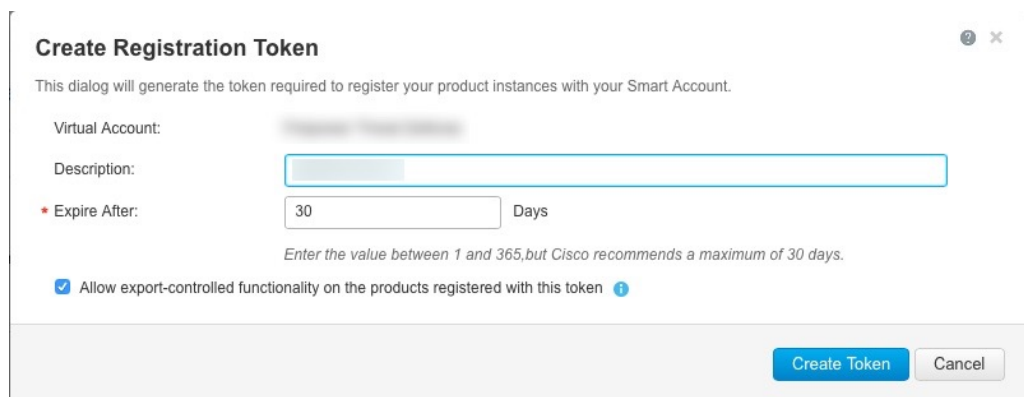 Create Registration Token
This dialog will generate the token required to register your product instances with your Smart Account.
Virtual Account:
Description:
* Expire After: 30 Days
Enter the value between 1 and 365,but Cisco recommends a maximum of 30 days.
Allow export-controlled functionality on the products registered with this token
Create Token Cancel